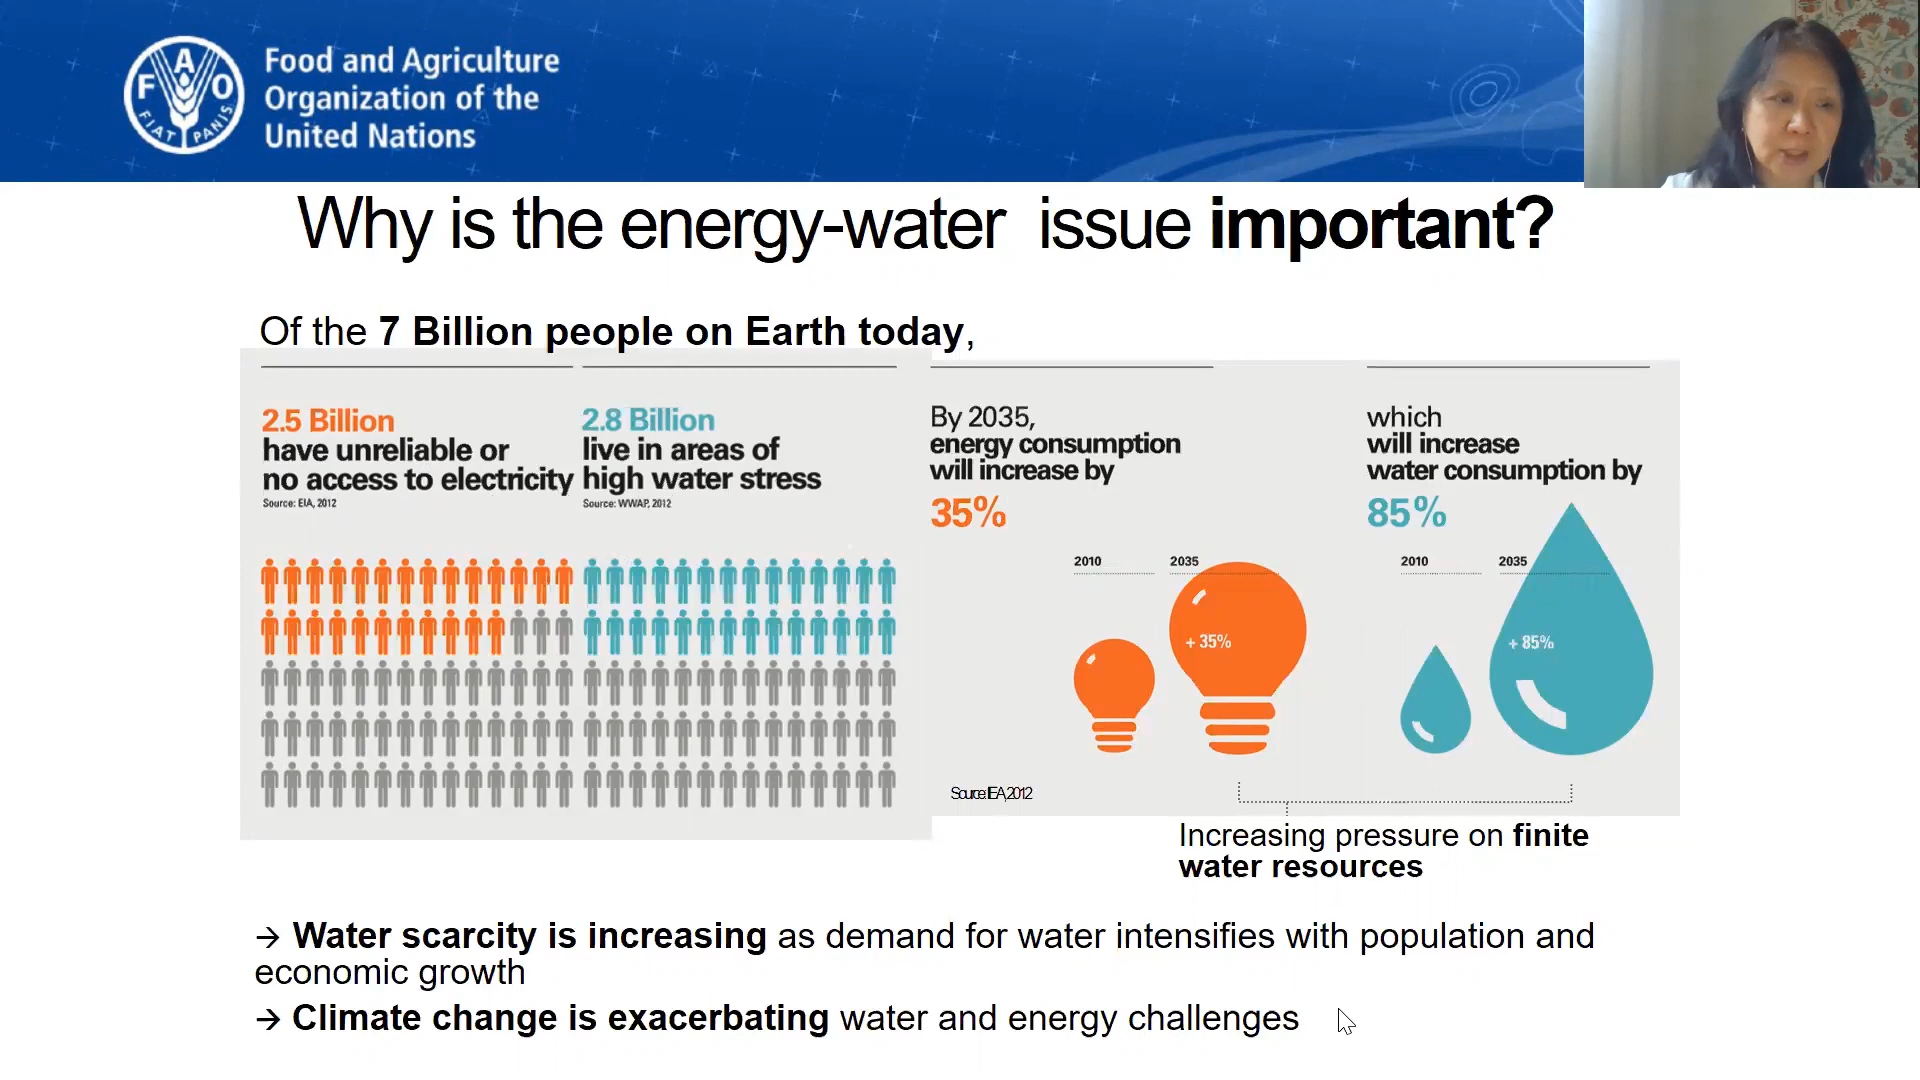 FAO
FIAT PANIS
Food and Agriculture
Organization of the
United Nations
Why is the energy-water issue important?
Of the 7 Billion people on Earth today,
2.5 Billion
have unreliable or
no access to electricity
Source: EIA, 2012
2.8 Billion
live in areas of
high water stress
Source: WWAP, 2012
By 2035,
energy consumption
will increase by
35%
2010
2035
+ 35%
Source:IEA,2012
which
will increase
water consumption by
85%
2010
2035
+ 85%
Increasing pressure on finite
water resources
→ Water scarcity is increasing as demand for water intensifies with population and
economic growth
→ Climate change is exacerbating water and energy challenges